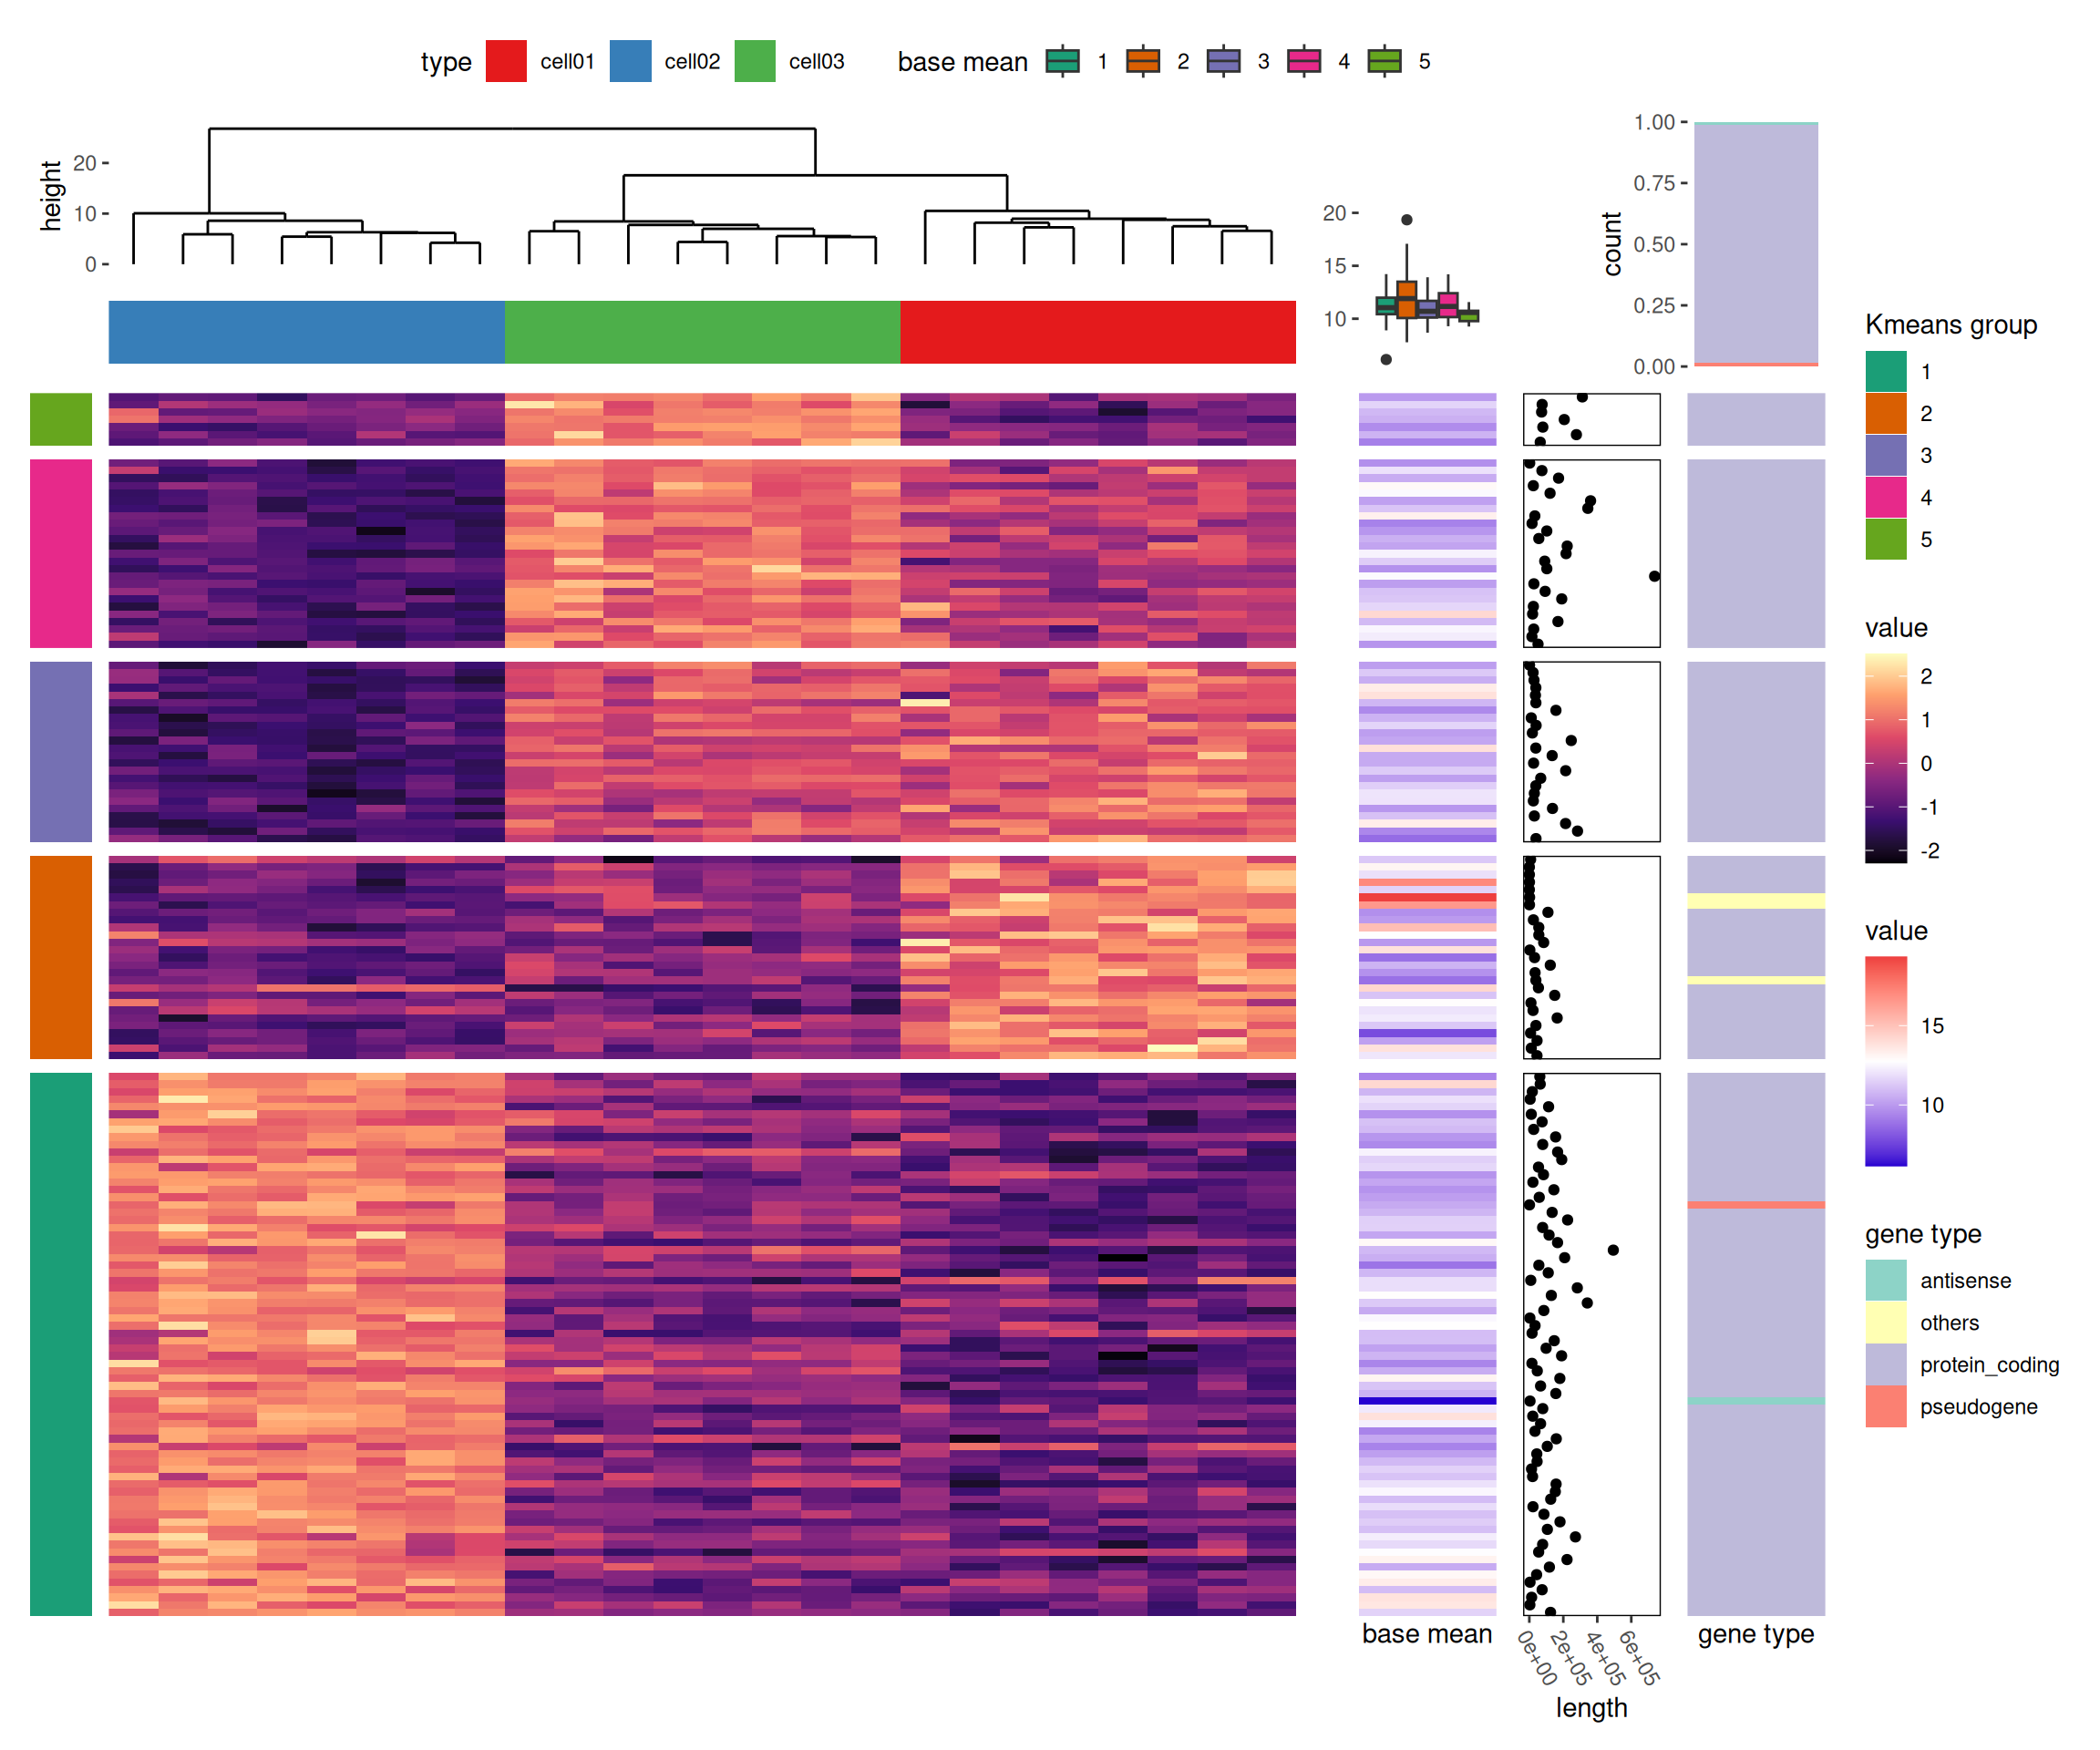 type cell01 cell02 cell03 base mean 1 2 3 4 5
height
20
10
0
20
15
10
count
1.00
0.75
0.50
0.25
0.00
Kmeans group
1
2
3
4
5
value
2
1
0
-1
-2
value
15
10
gene type
antisense
others
protein_coding
pseudogene
base mean
0e+00 2e+05 4e+05 6e+05
length
gene type